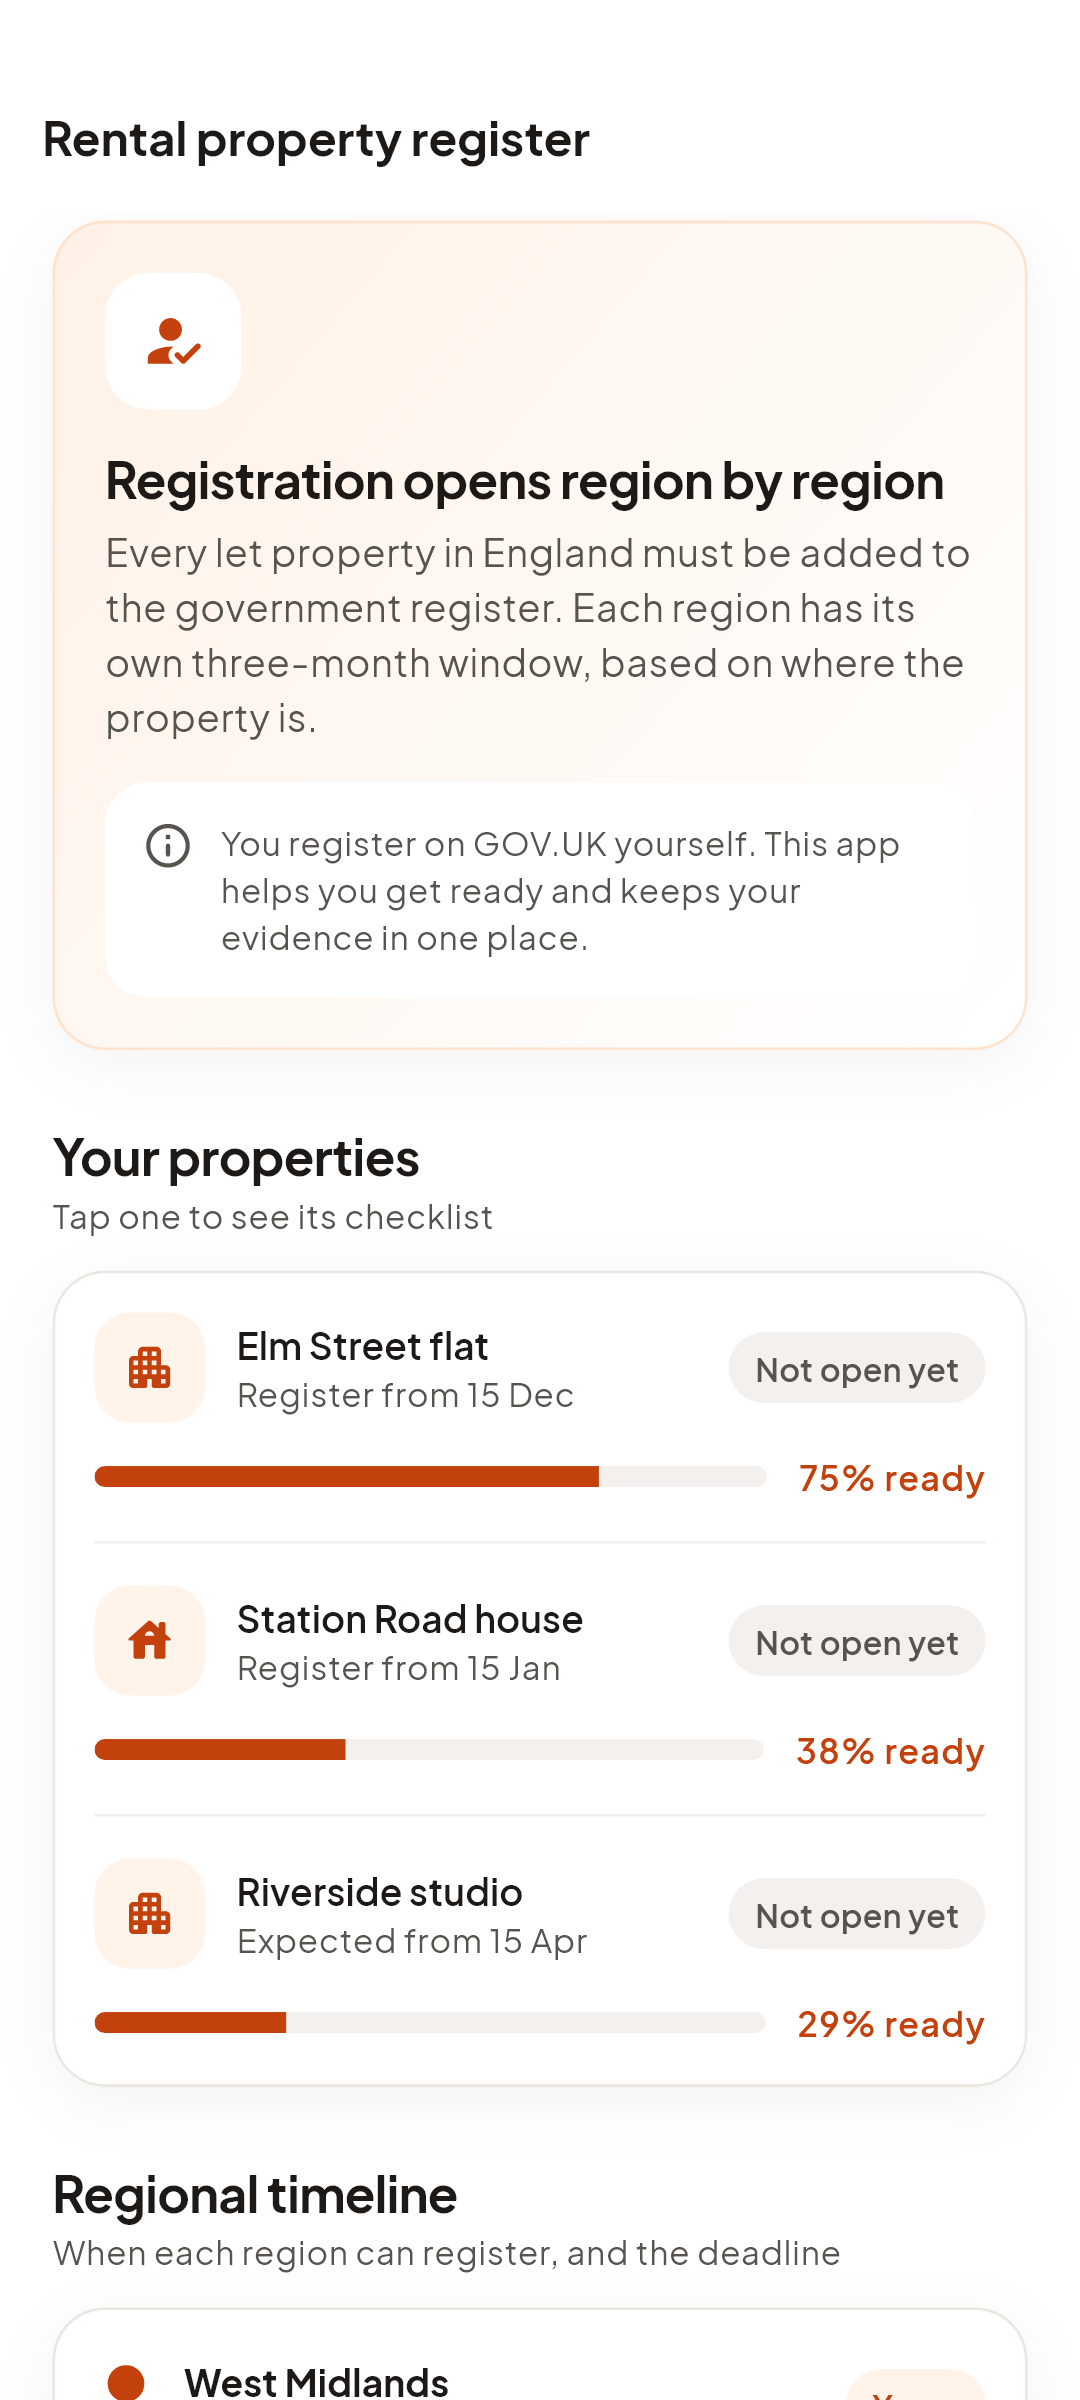 Rental property register
Registration opens region by region
Every let property in England must be added to
the government register. Each region has its
own three-month window, based on where the
property is.
You register on GOV.UK yourself. This app
helps you get ready and keeps your
evidence in one place.
Your properties
Tap one to see its checklist
Elm Street flat
Register from 15 Dec
Not open yet
75% ready
Station Road house
Register from 15 Jan
Not open yet
38% ready
Riverside studio
Expected from 15 Apr
Not open yet
29% ready
Regional timeline
When each region can register, and the deadline
West Midlands